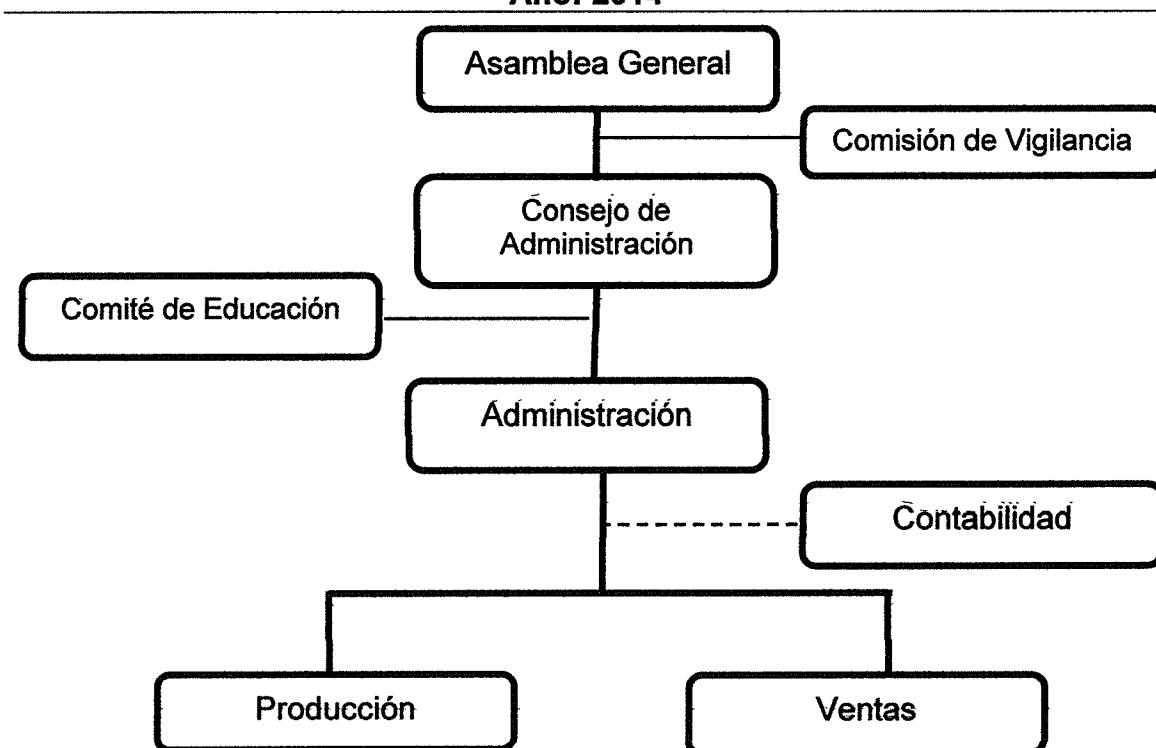 Asamblea General
Comisión de Vigilancia
Consejo de
Administración
Comité de Educación
Administración
Contabilidad
Producción
Ventas